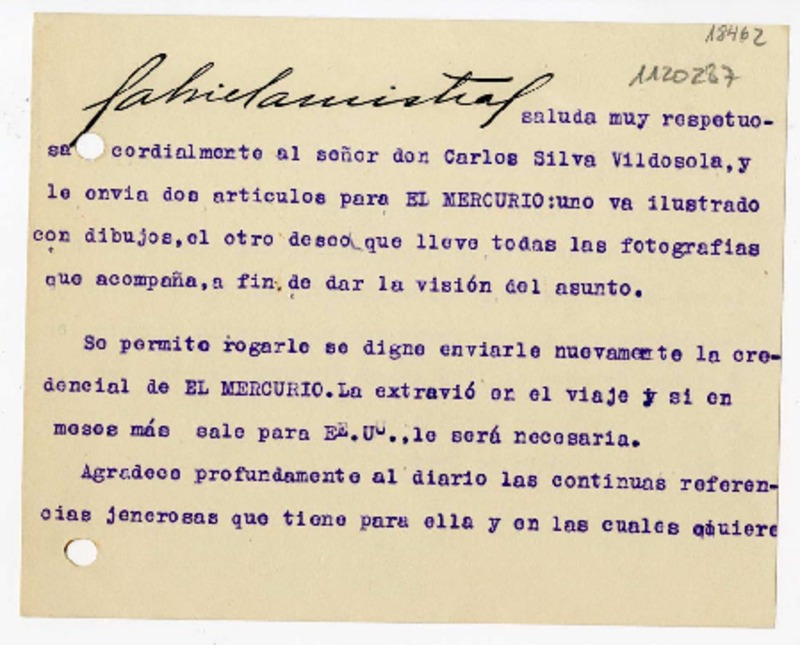 18462
1120287
Gabriela mistral saluda muy respetuo-
sa cordialmente al señor don Carlos Silva Vildosola,y
le envia dos articulos para EL MERCURIO:uno va ilustrado
con dibujos,el otro deseo que lleve todas las fotografias
que acompaña,a fin.de dar la visión del asunto.
Se permite rogarle se digne enviarle nuevamente la cre-
dencial de EL MERCURIO.La extravió en el viaje y si en
meses más sale para EE.UU.,le será necesaria.
Agradece profundamente al diario las continuas referen-
cias jenerosas que tiene para ella y en las cuales quiere